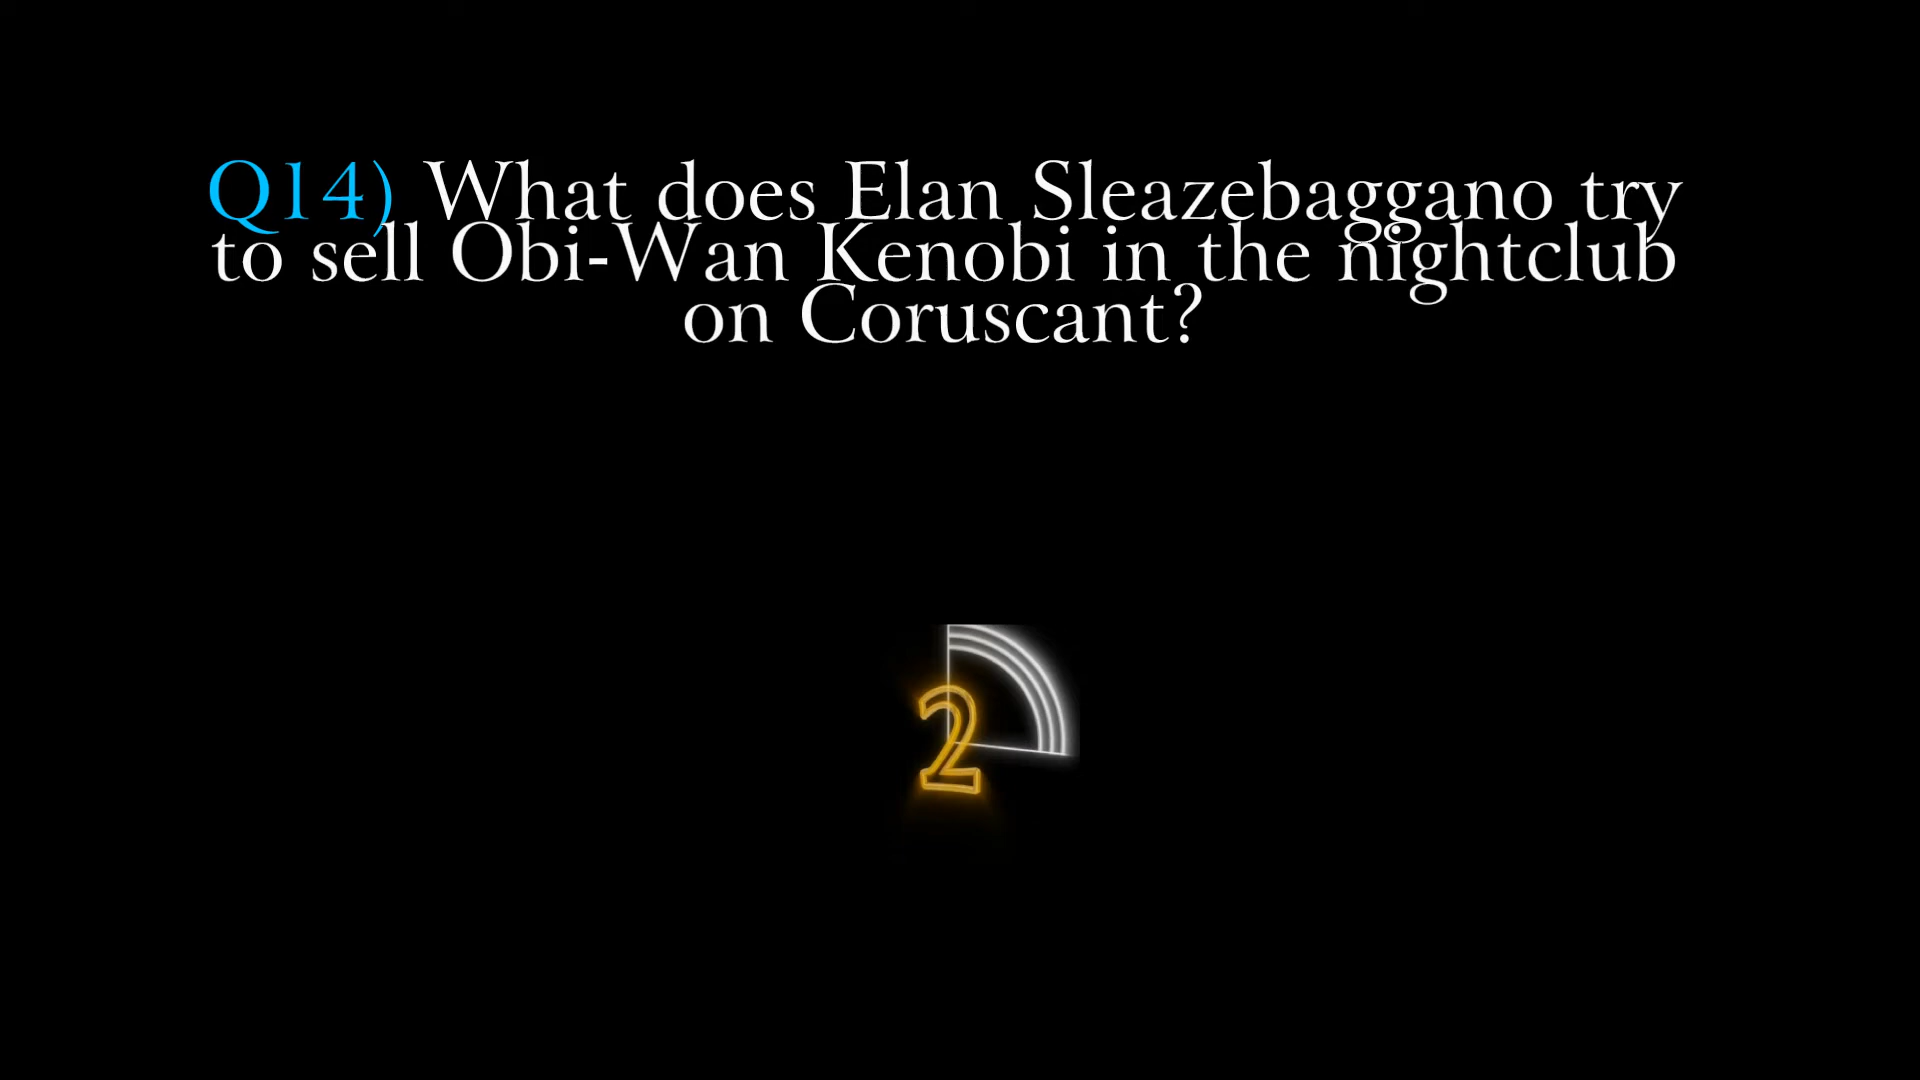 Q14) What does Elan Sleazebaggano try
to sell Obi-Wan Kenobi in the nightclub
on Coruscant?
2